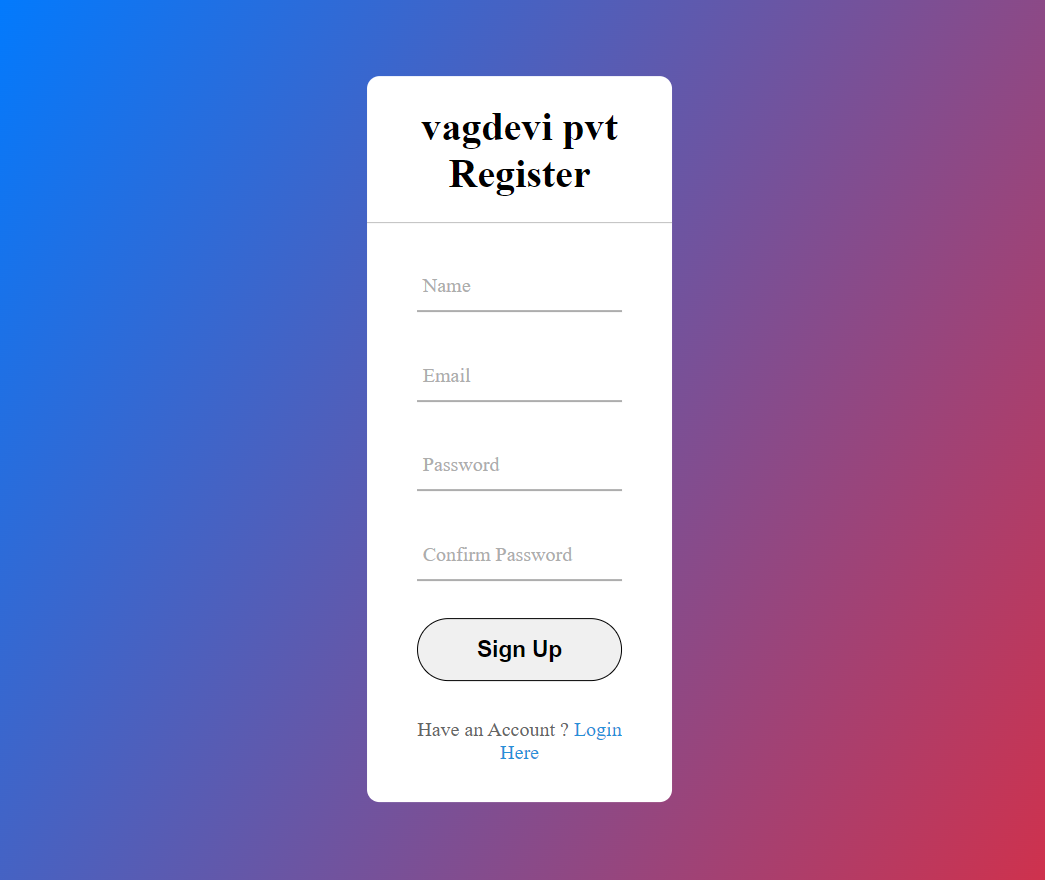 vagdevi pvt
Register
Name
Email
Password
Confirm Password
Sign Up
Have an Account ? Login
Here